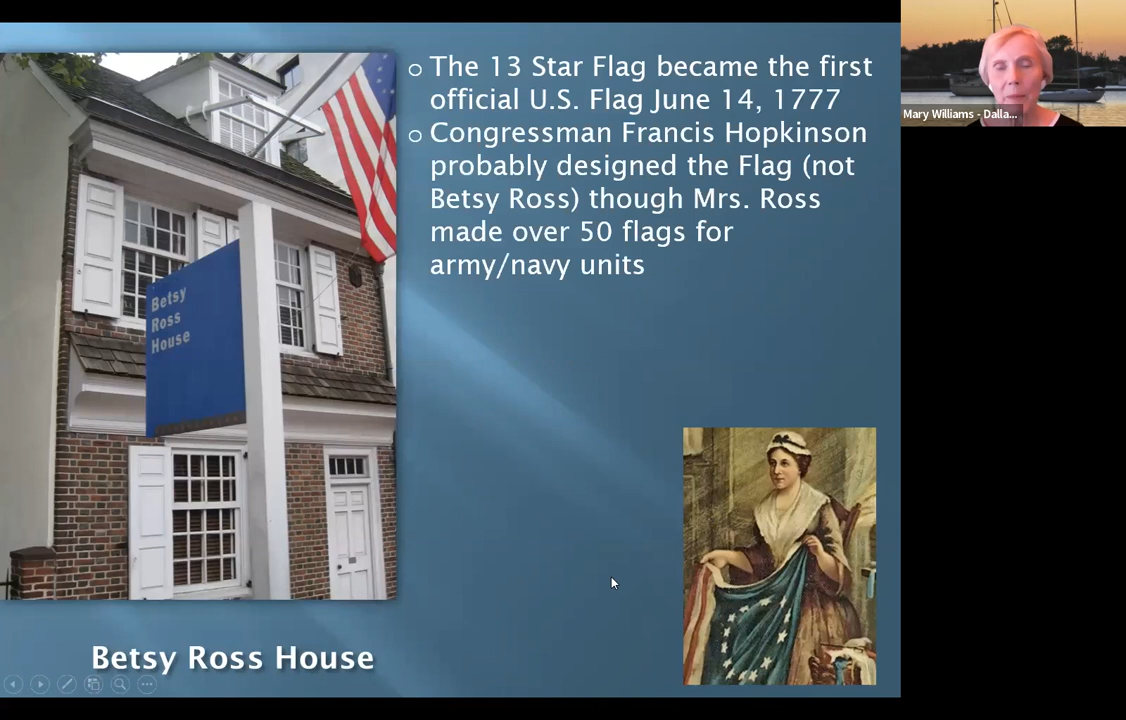 The 13 Star Flag became the first
official U.S. Flag June 14, 1777
Congressman Francis Hopkinson
probably designed the Flag (not
Betsy Ross) though Mrs. Ross
made over 50 flags for
army/navy units
Betsy
Ross
House
Betsy Ross House
Mary Williams - Dalla...